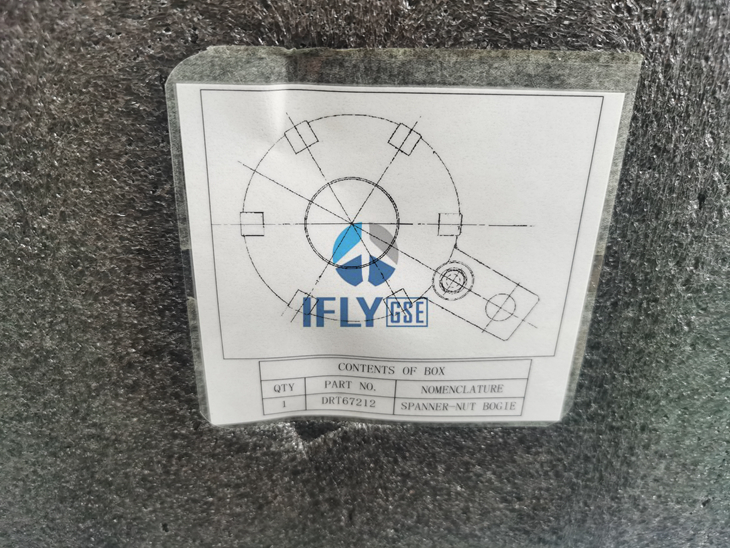 IFLY GSE
CONTENTS OF BOX
QTY PART NO. NOMENCLATURE
1 DRT67212 SPANNER-NUT BOGIE